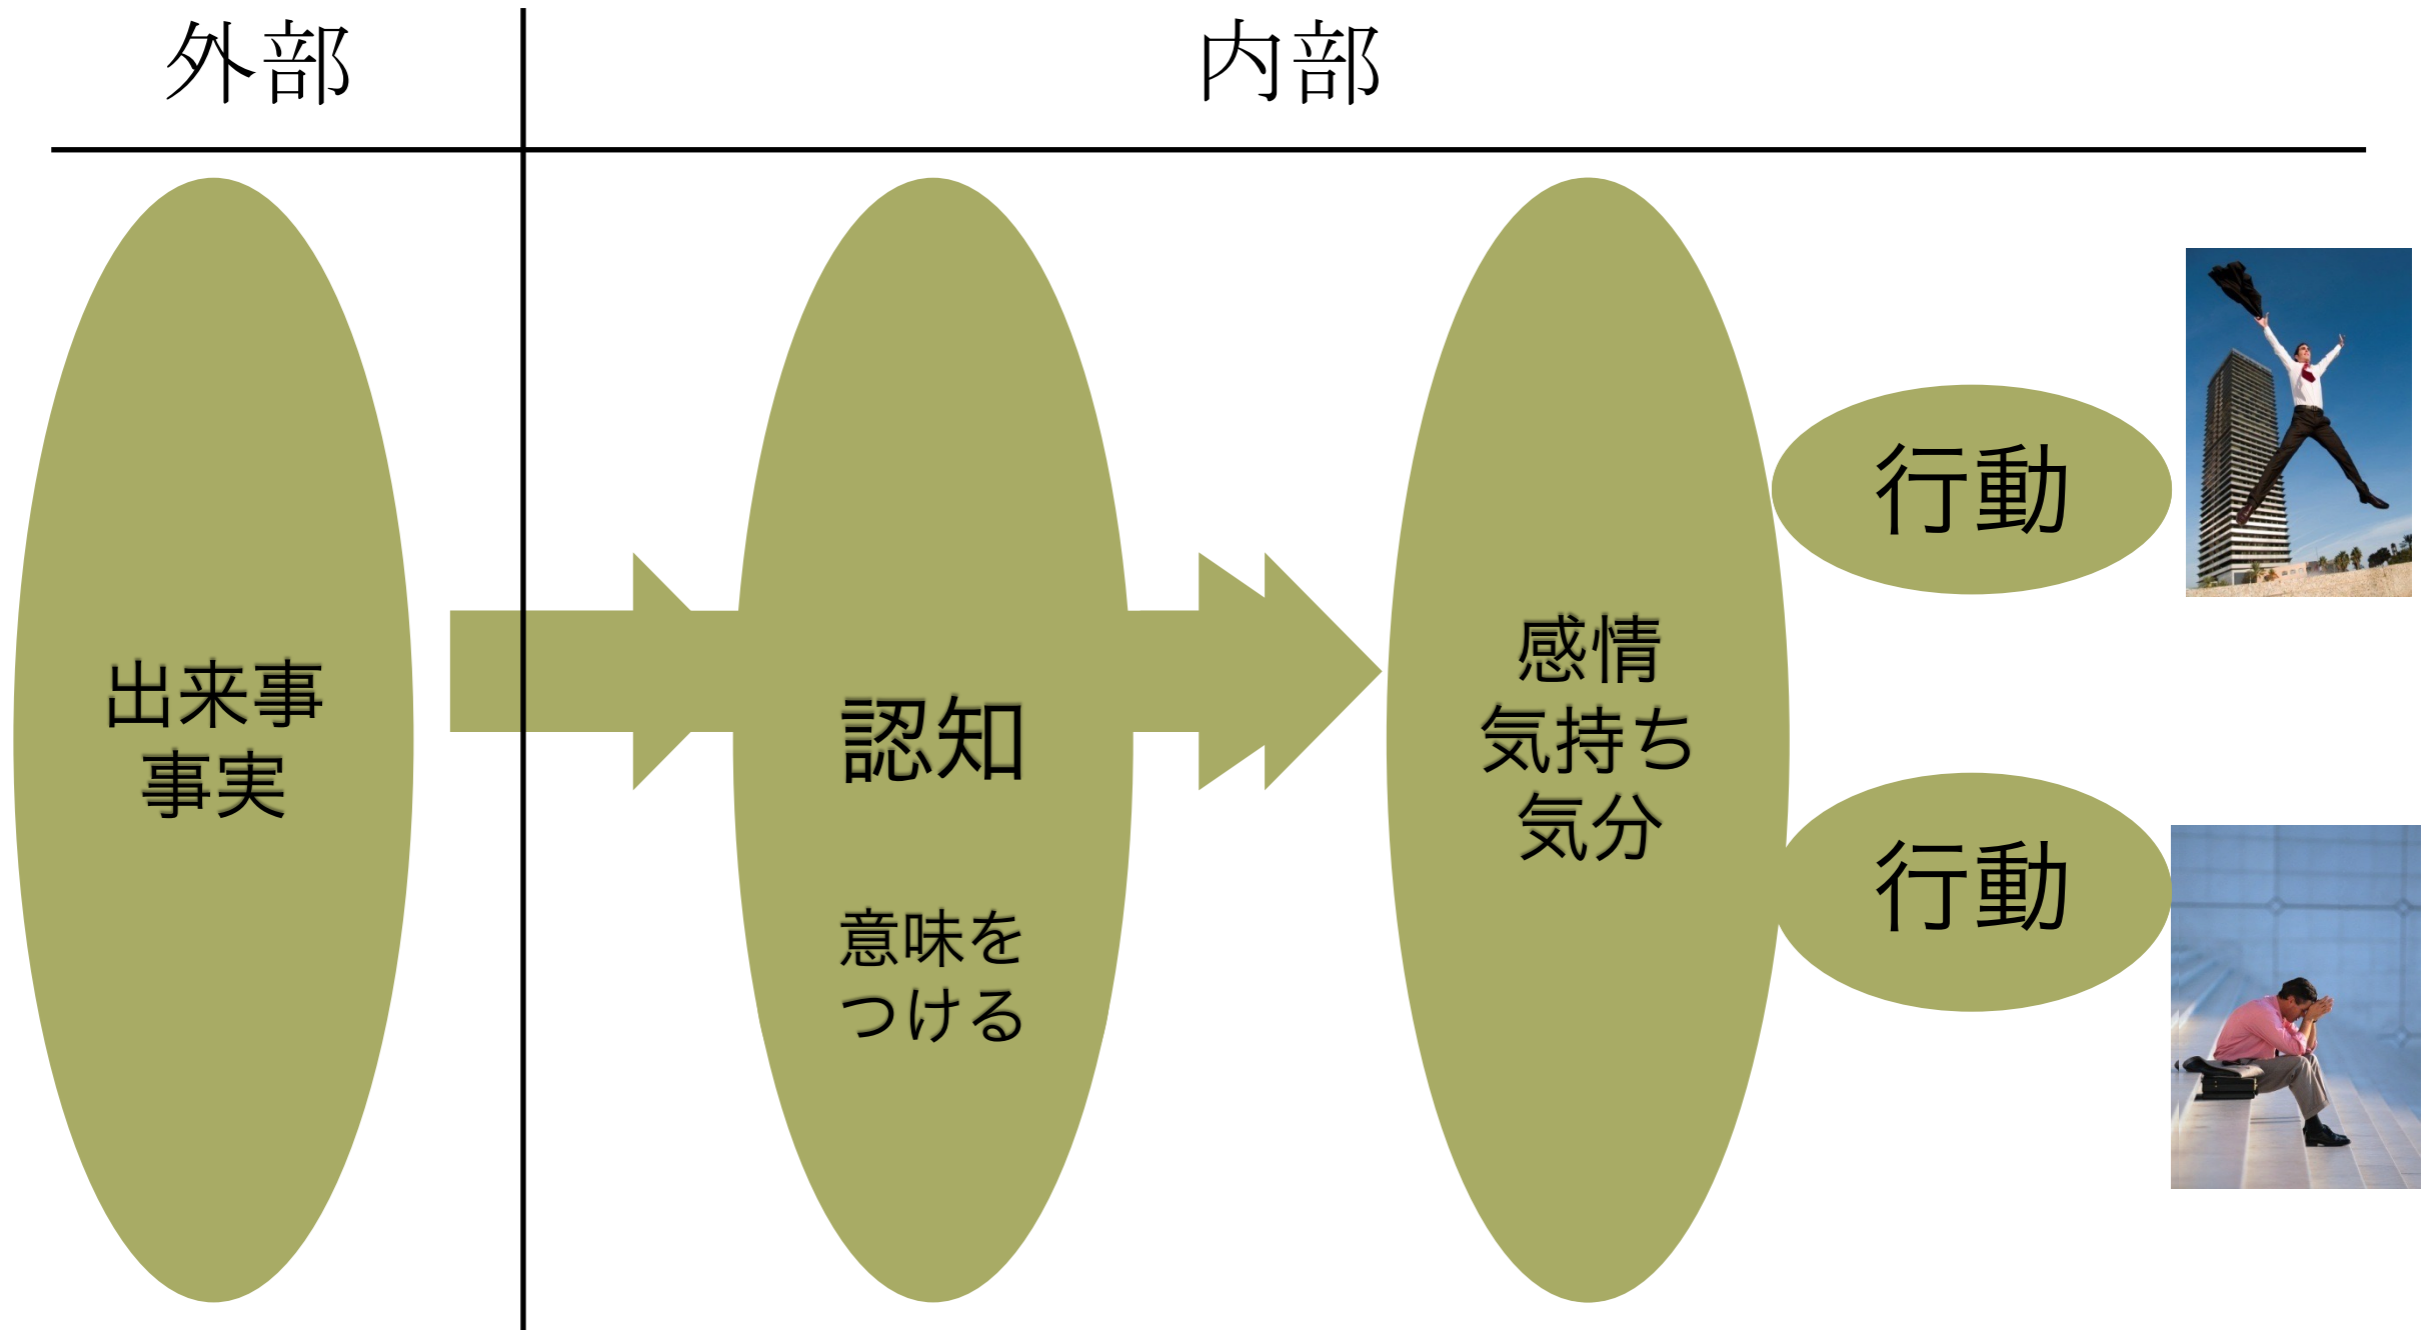 外部
内部
出来事
事実
認知
意味を
つける
感情
気持ち
気分
行動
行動